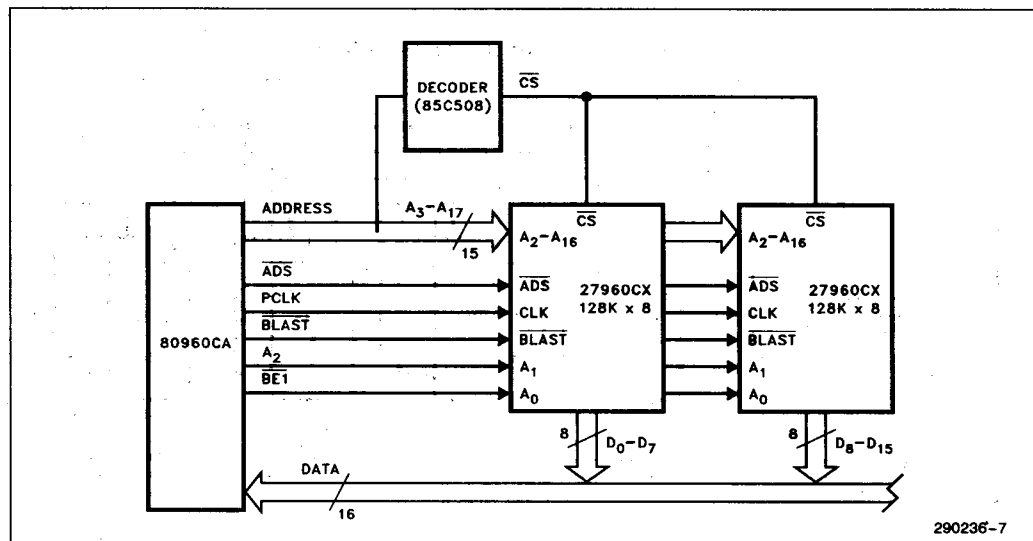 DECODER
(85C508)
CS
ADDRESS
A3–A17
15
ADS
PCLK
BLAST
A2
BE1
80960CA
CS
A2–A16
ADS
CLK
BLAST
A1
A0
27960CX
128K x 8
CS
A2–A16
ADS
CLK
BLAST
A1
A0
27960CX
128K x 8
8
D0–D7
8
D8–D15
DATA
16
290236–7